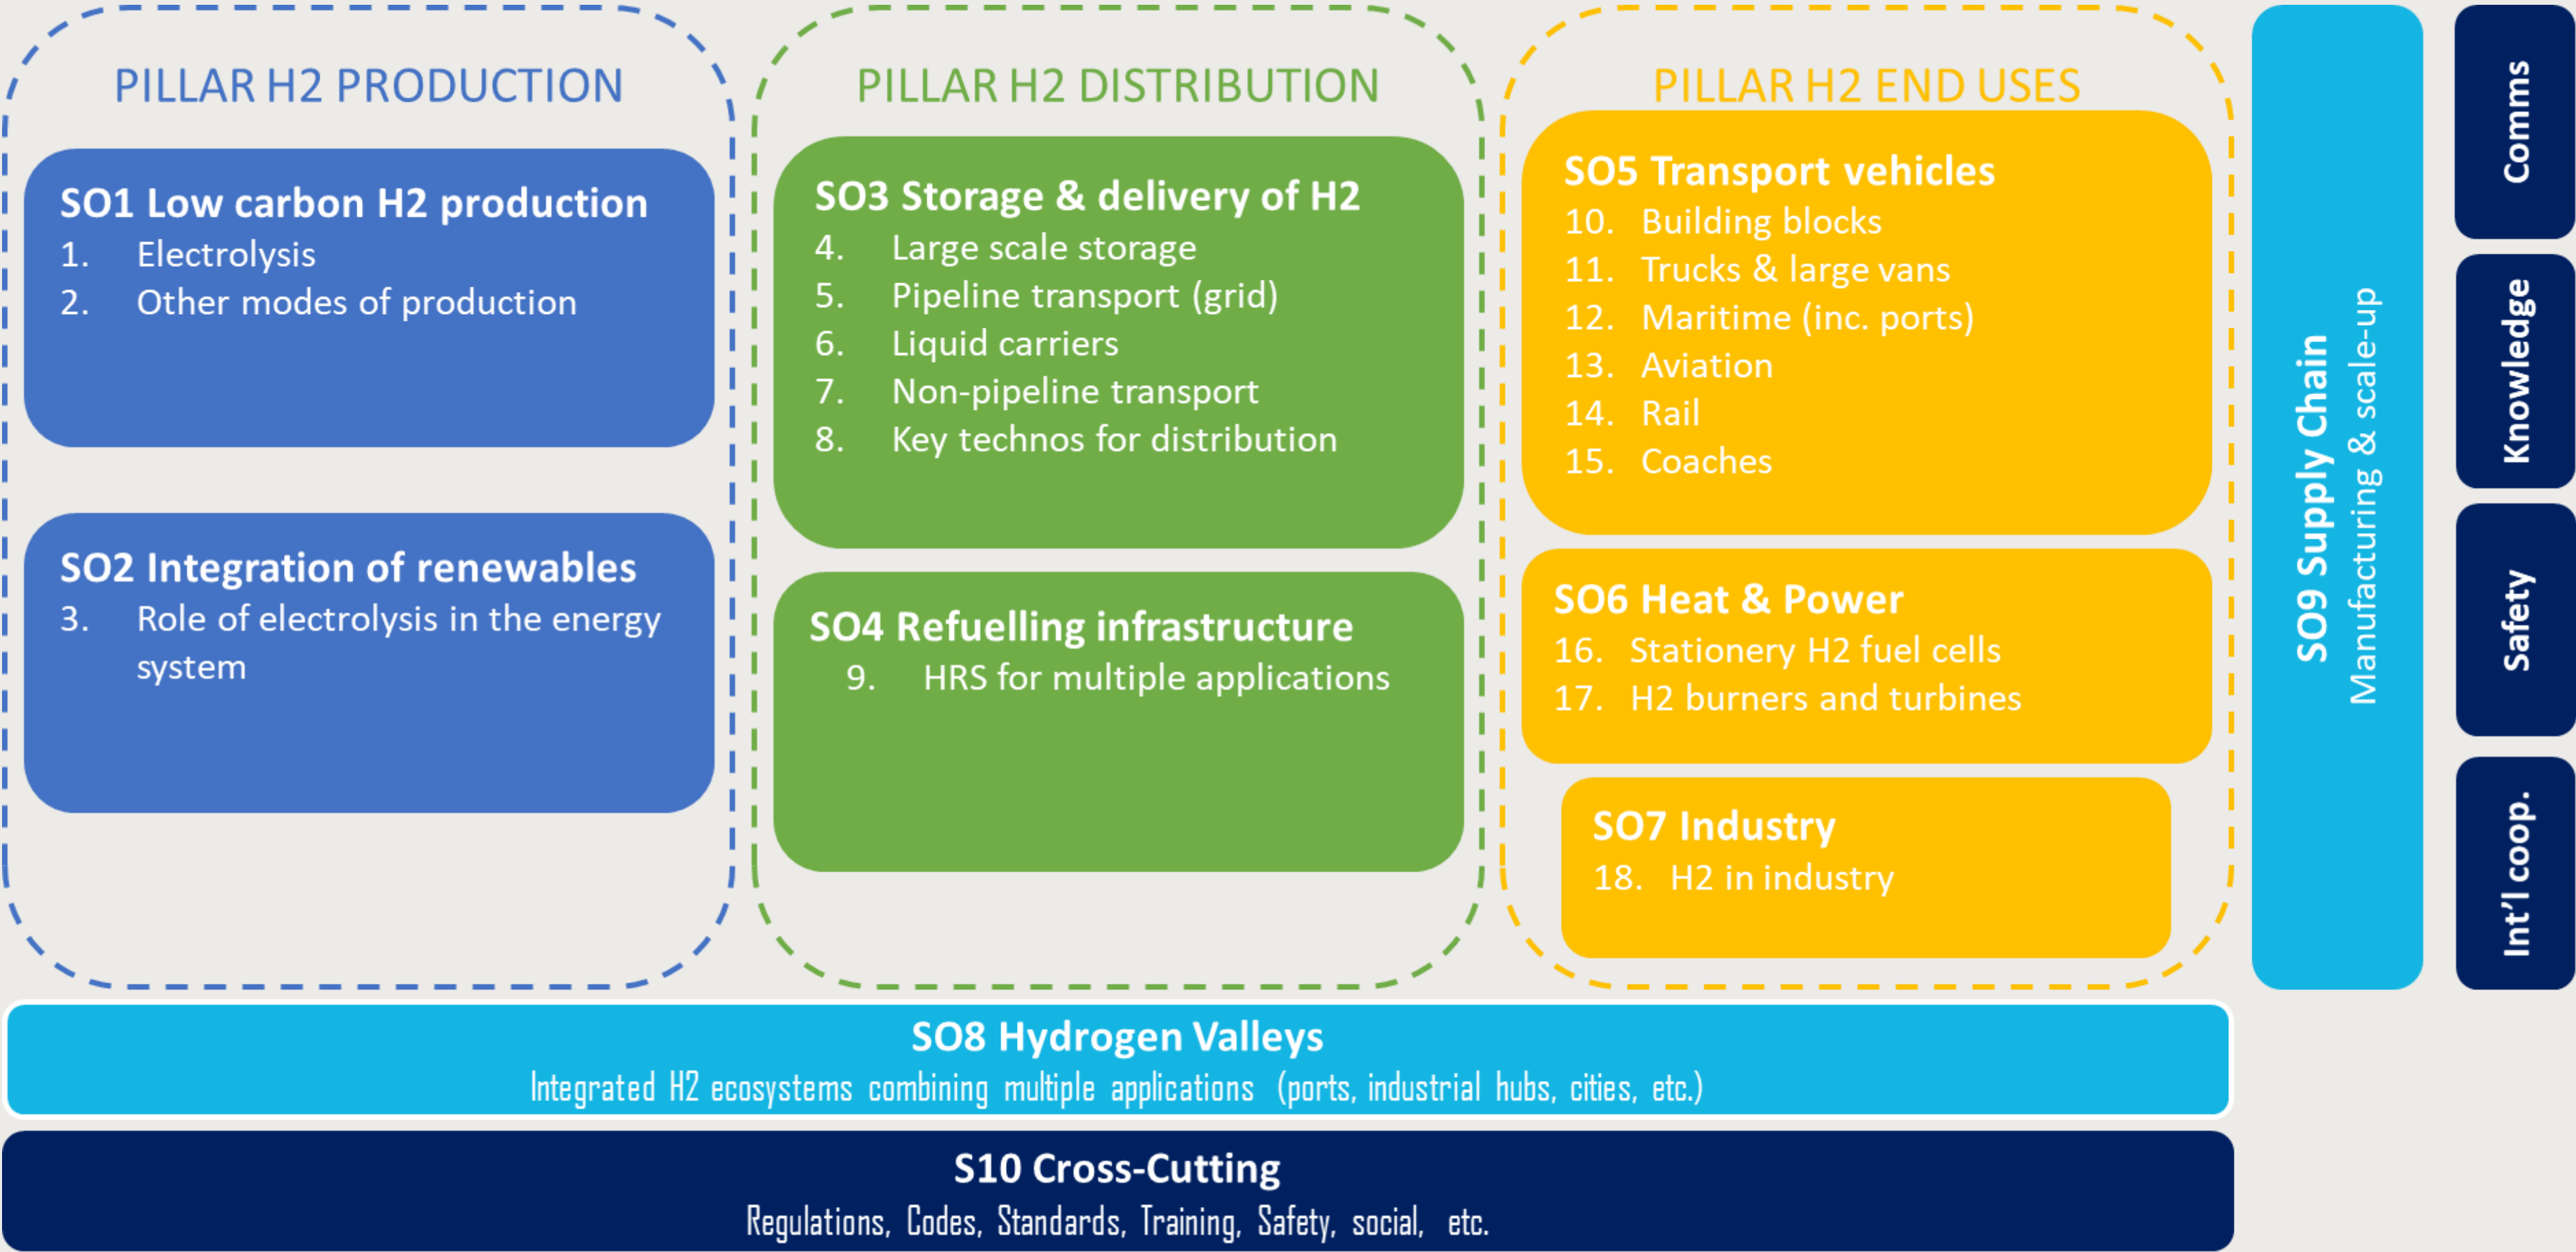 PILLAR H2 PRODUCTION
SO1 Low carbon H2 production
1. Electrolysis
2. Other modes of production
SO2 Integration of renewables
3. Role of electrolysis in the energy
system
PILLAR H2 DISTRIBUTION
SO3 Storage & delivery of H2
4. Large scale storage
5. Pipeline transport (grid)
6. Liquid carriers
7. Non-pipeline transport
8. Key technos for distribution
SO4 Refuelling infrastructure
9. HRS for multiple applications
PILLAR H2 END USES
SO5 Transport vehicles
10. Building blocks
11. Trucks & large vans
12. Maritime (inc. ports)
13. Aviation
14. Rail
15. Coaches
SO6 Heat & Power
16. Stationery H2 fuel cells
17. H2 burners and turbines
SO7 Industry
18. H2 in industry
SO9 Supply Chain
Manufacturing & scale-up
Comms
Knowledge
Safety
Int'l coop.
SO8 Hydrogen Valleys
Integrated H2 ecosystems combining multiple applications (ports, industrial hubs, cities, etc.)
S10 Cross-Cutting
Regulations, Codes, Standards, Training, Safety, social, etc.